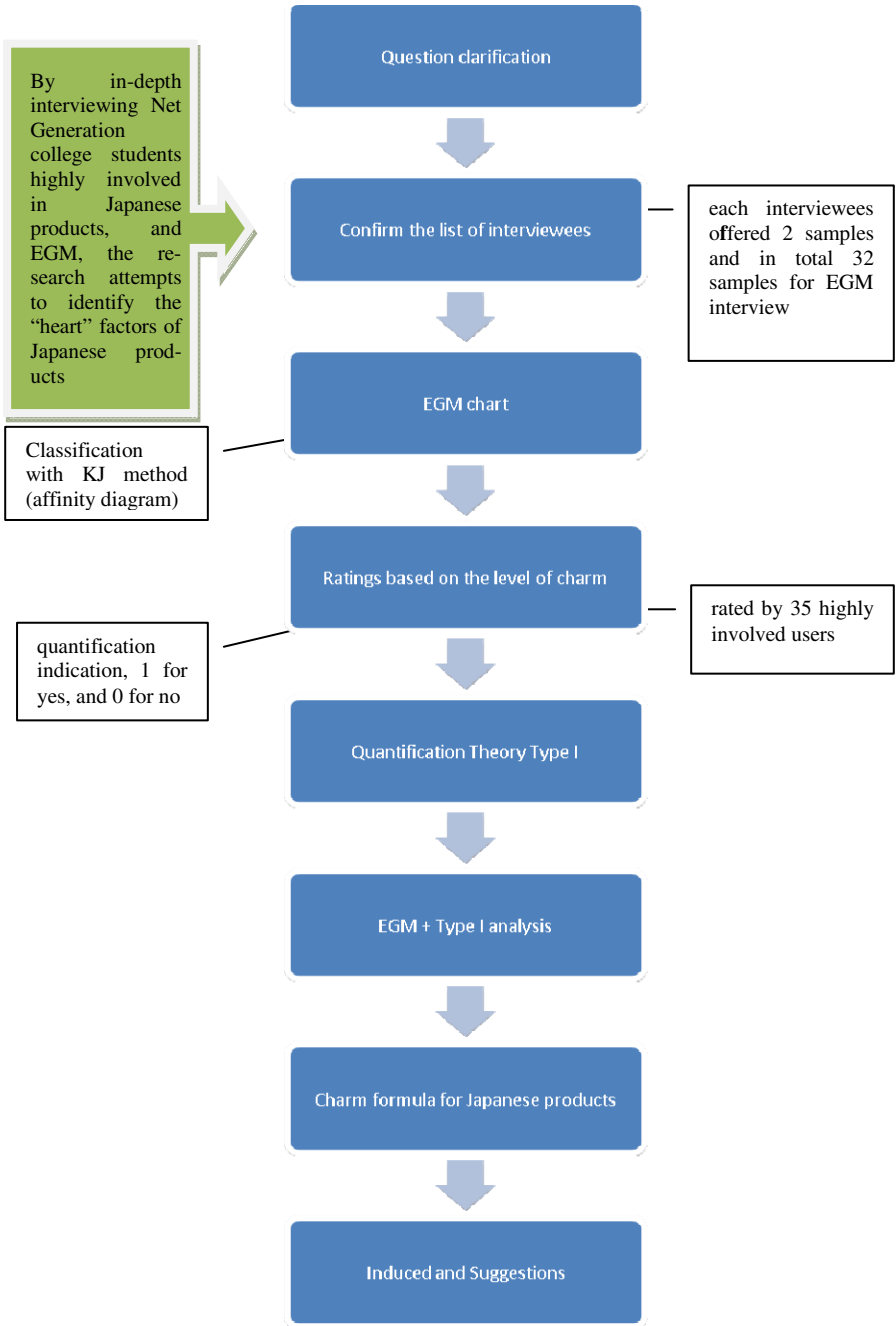 Question clarification
By in-depth
interviewing Net
Generation
college students
highly involved
in Japanese
products, and
EGM, the re-
search attempts
to identify the
“heart” factors of
Japanese prod-
ucts
Confirm the list of interviewees
each interviewees
offered 2 samples
and in total 32
samples for EGM
interview
EGM chart
Classification
with KJ method
(affinity diagram)
Ratings based on the level of charm
rated by 35 highly
involved users
quantification
indication, 1 for
yes, and 0 for no
Quantification Theory Type I
EGM + Type I analysis
Charm formula for Japanese products
Induced and Suggestions